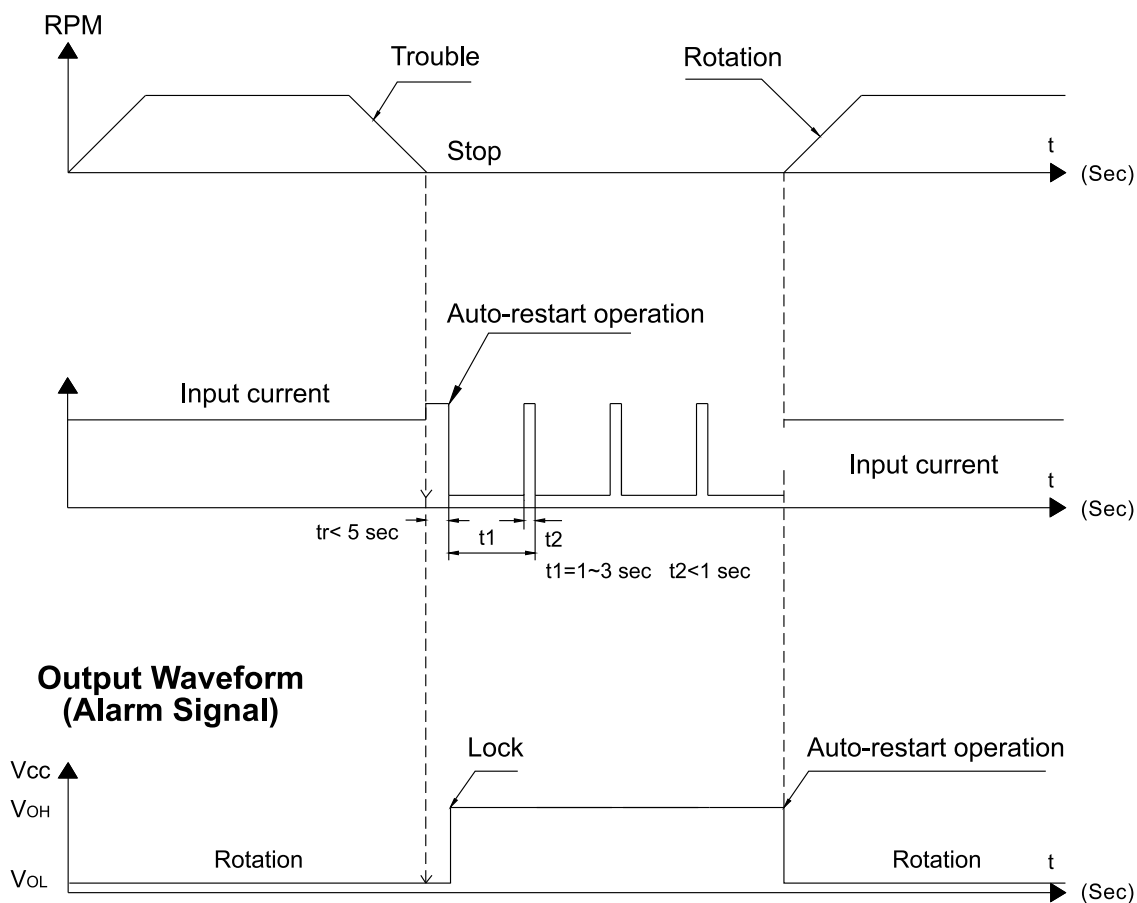 RPM
Trouble
Rotation
Stop
t
(Sec)
Auto-restart operation
Input current
Input current
t
(Sec)
tr< 5 sec
t1
t2
t1=1~3 sec t2<1 sec
Output Waveform
(Alarm Signal)
Lock
Auto-restart operation
Vcc
VOH
Rotation
Rotation
t
VOL
(Sec)